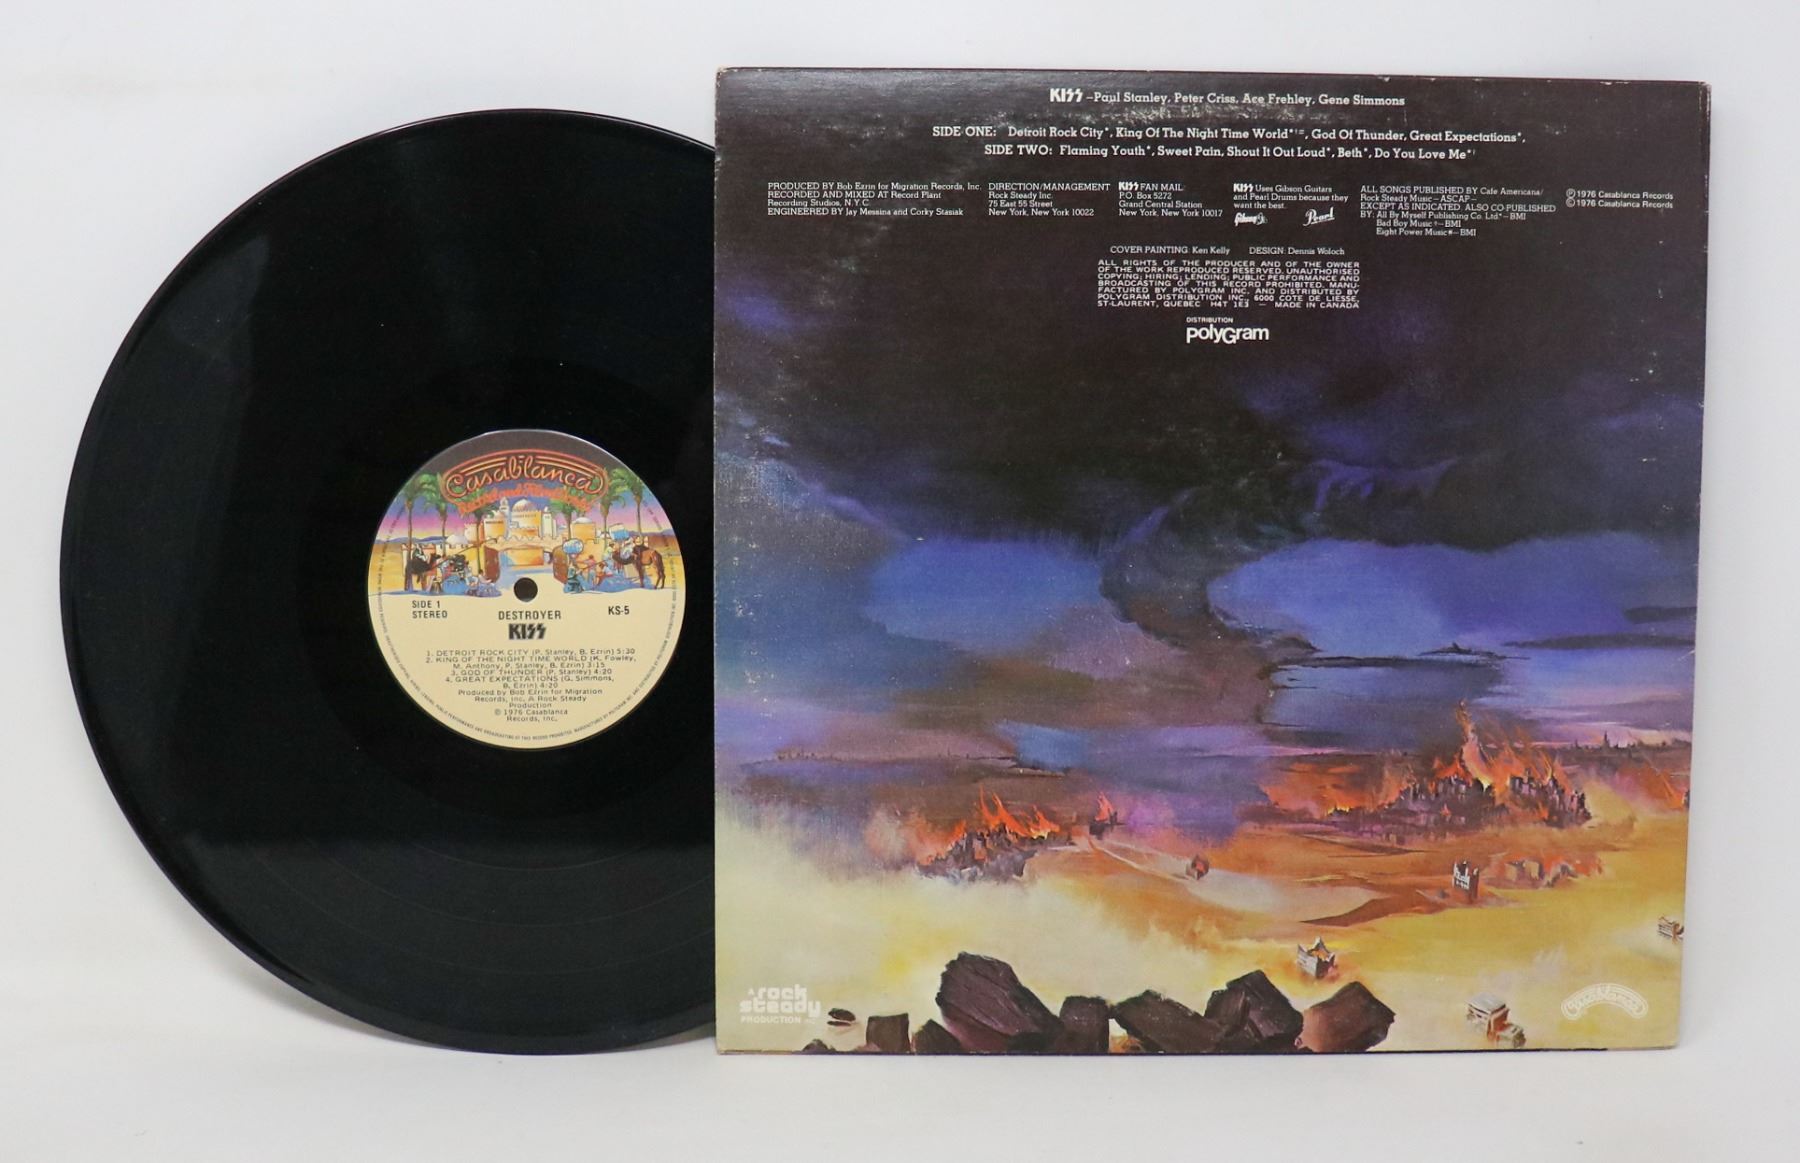 KISS –Paul Stanley, Peter Criss, Ace Frehley, Gene Simmons
SIDE ONE: Detroit Rock City*, King Of The Night Time World*†#, God Of Thunder, Great Expectations*,
SIDE TWO: Flaming Youth*, Sweet Pain, Shout It Out Loud*, Beth*, Do You Love Me*†
PRODUCED BY Bob Ezrin for Migration Records, Inc.
RECORDED AND MIXED AT Record Plant
Recording Studios, N.Y.C.
ENGINEERED BY Jay Messina and Corky Stasiak
DIRECTION/MANAGEMENT
Rock Steady Inc.
75 East 55 Street
New York, New York 10022
KISS FAN MAIL:
P.O. Box 5272
Grand Central Station
New York, New York 10017
KISS Uses Gibson Guitars
and Pearl Drums because they
want the best.
Gibson Pearl
ALL SONGS PUBLISHED BY Cafe Americana/
Rock Steady Music –ASCAP–
EXCEPT AS INDICATED. ALSO CO-PUBLISHED
BY: All By Myself Publishing Co. Ltd.*–BMI
Bad Boy Music †–BMI
Eight Power Music#–BMI
℗1976 Casablanca Records
©1976 Casablanca Records
COVER PAINTING: Ken Kelly DESIGN: Dennis Woloch
ALL RIGHTS OF THE PRODUCER AND OF THE OWNER
OF THE WORK REPRODUCED RESERVED. UNAUTHORISED
COPYING; HIRING; LENDING; PUBLIC PERFORMANCE AND
BROADCASTING OF THIS RECORD PROHIBITED. MANU-
FACTURED BY POLYGRAM INC. AND DISTRIBUTED BY
POLYGRAM DISTRIBUTION INC., 6000 COTE DE LIESSE,
ST-LAURENT, QUEBEC H4T 1E3 — MADE IN CANADA
DISTRIBUTION
polyGram
A rock
steady
PRODUCTION
Casablanca
Casablanca
Record and FilmWorks
SIDE 1
STEREO
DESTROYER
KS-5
KISS
1. DETROIT ROCK CITY (P. Stanley, B. Ezrin) 5:30
2. KING OF THE NIGHT TIME WORLD (K. Fowley,
M. Anthony, P. Stanley, B. Ezrin) 3:15
3. GOD OF THUNDER (P. Stanley) 4:20
4. GREAT EXPECTATIONS (G. Simmons,
B. Ezrin) 4:20
Produced by Bob Ezrin for Migration
Records, Inc. A Rock Steady
Production
© 1976 Casablanca
Records, Inc.